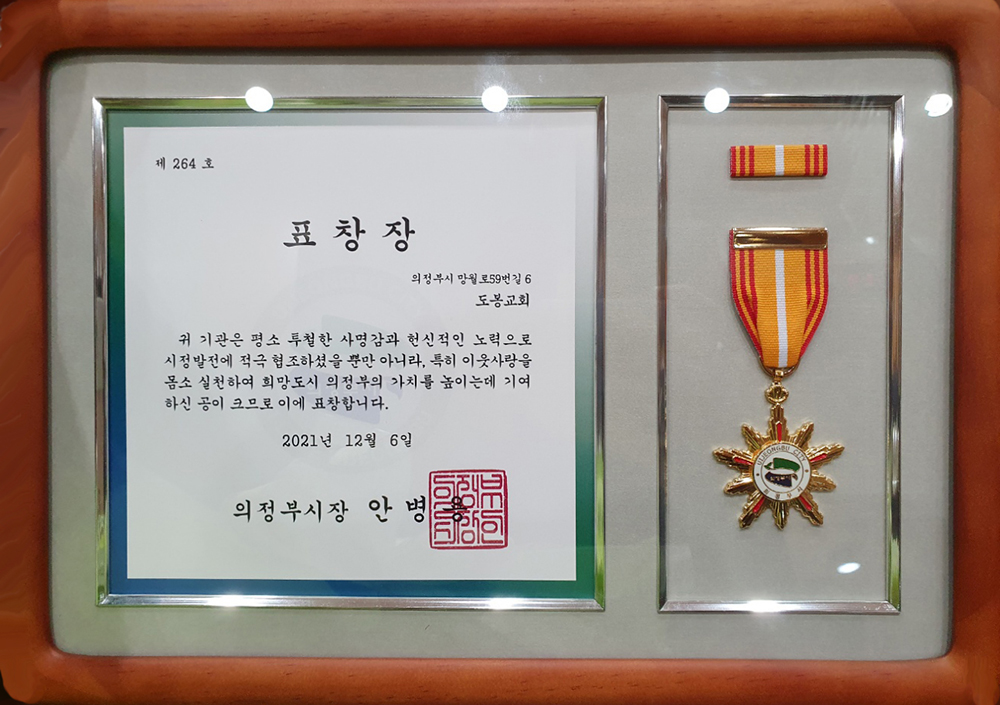 제 264 호
표 창 장
의정부시 망월로59번길 6
도봉교회
귀 기관은 평소 투철한 사명감과 헌신적인 노력으로
시정발전에 적극 협조하셨을 뿐만 아니라, 특히 이웃사랑을
몸소 실천하여 희망도시 의정부의 가치를 높이는데 기여
하신 공이 크므로 이에 표창합니다.
2021년 12월 6일
의정부시장 안 병 용
UIJEONGBU CITY
의정부시